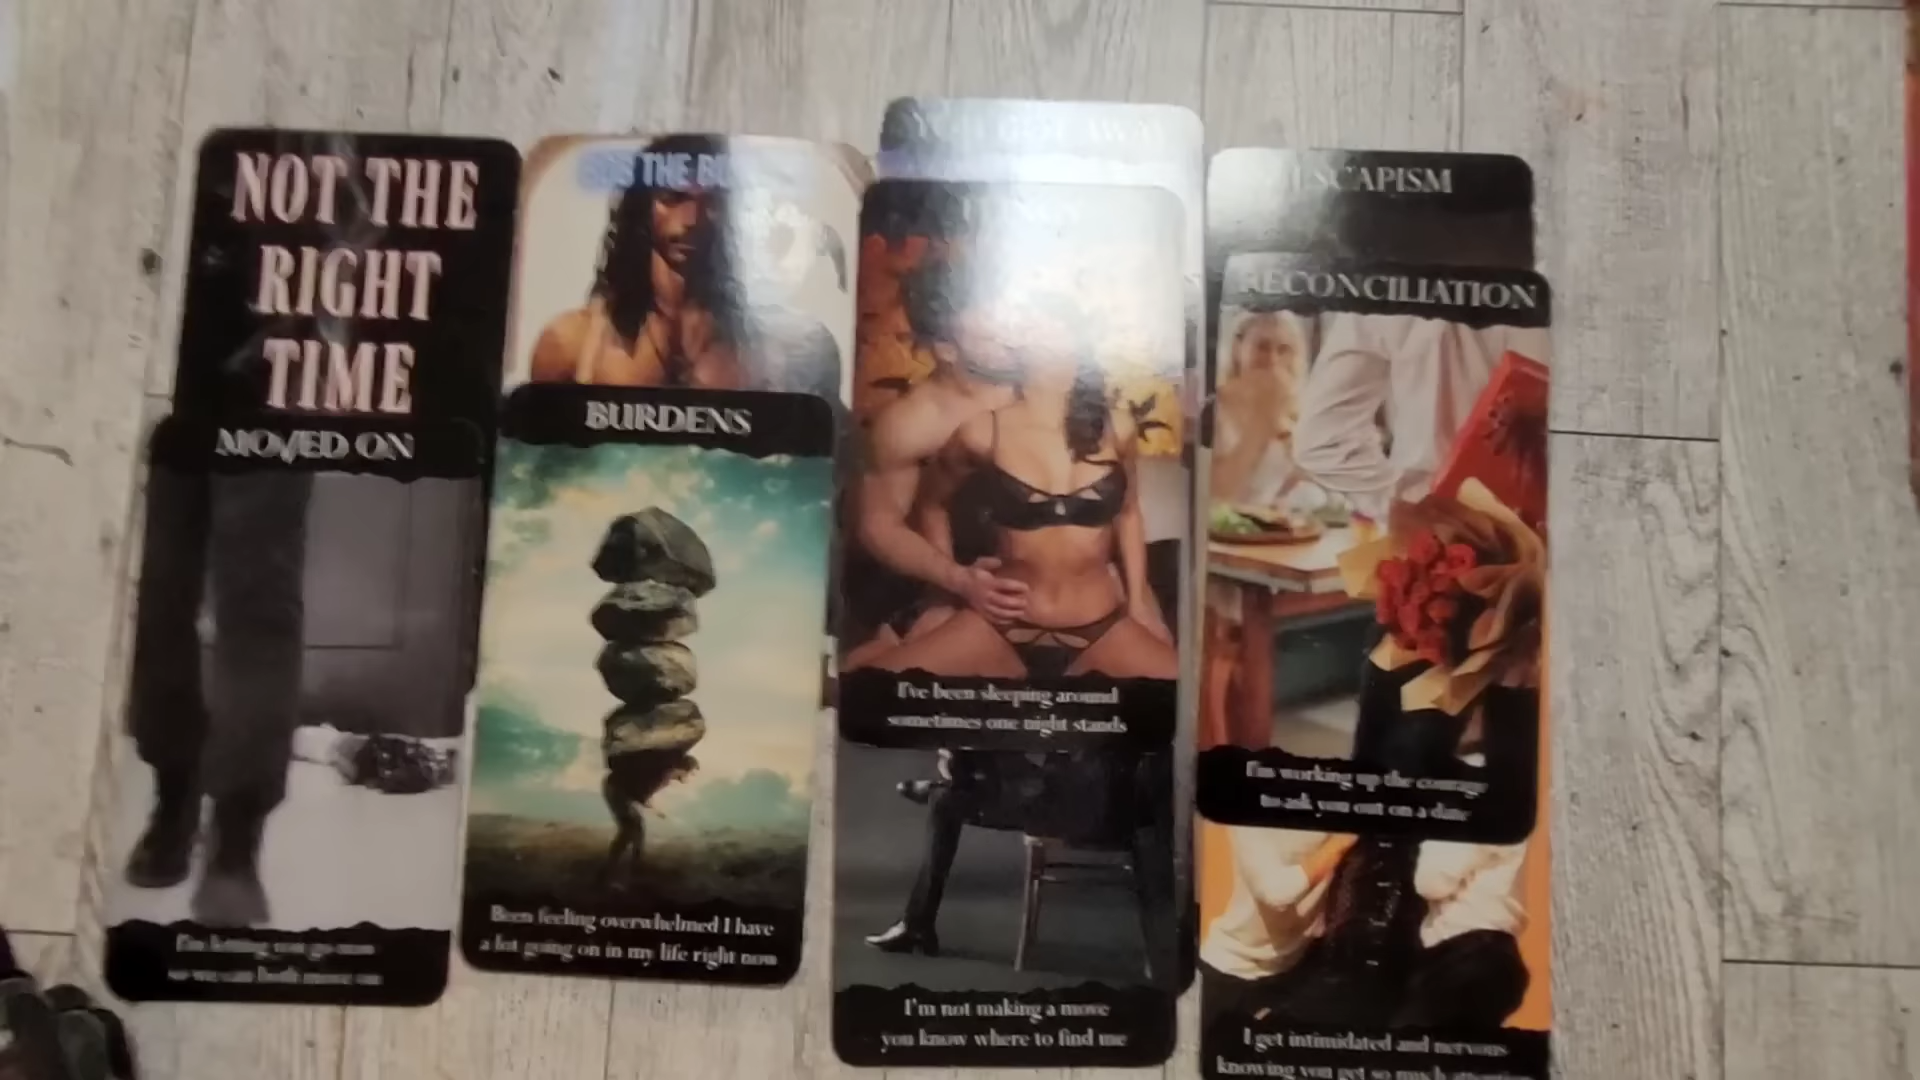 NOT THE
RIGHT
TIME
MOVED ON
I'm letting you go now
so we can both move on
THE
BURDENS
Been feeling overwhelmed I have
a lot going on in my life right now
AWAY
I've been sleeping around
sometimes one night stands
I'm not making a move
you know where to find me
ESCAPISM
RECONCILIATION
I'm working up the courage
to ask you out on a date
I get intimidated and nervous
knowing you get so much attention